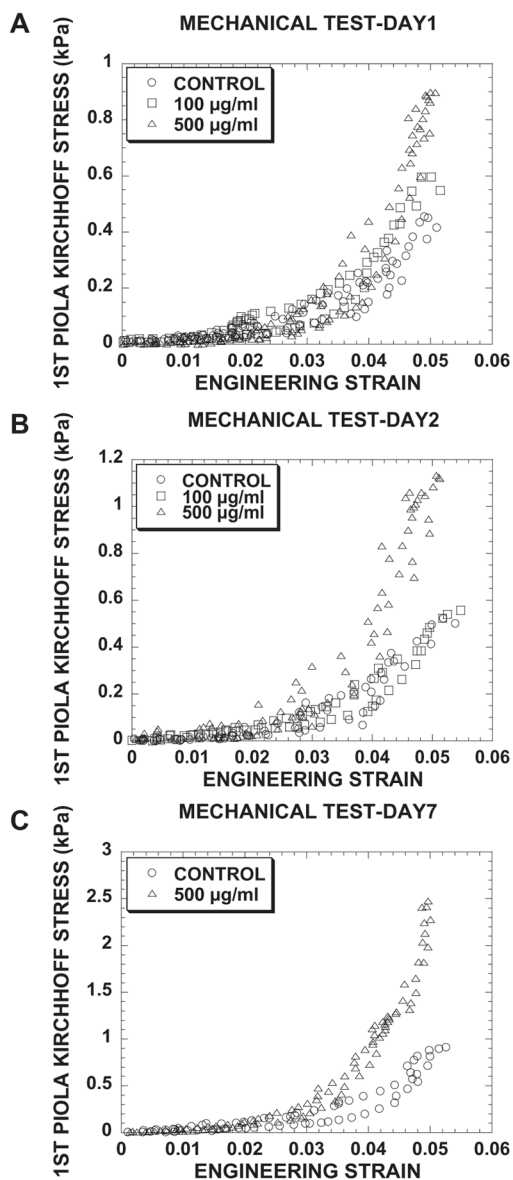 A
MECHANICAL TEST-DAY1
1ST PIOLA KIRCHHOFF STRESS (kPa)
CONTROL
100 µg/ml
500 µg/ml
1
0.8
0.6
0.4
0.2
0
0 0.01 0.02 0.03 0.04 0.05 0.06
ENGINEERING STRAIN
B
MECHANICAL TEST-DAY2
1ST PIOLA KIRCHHOFF STRESS (kPa)
CONTROL
100 µg/ml
500 µg/ml
1.2
1
0.8
0.6
0.4
0.2
0
0 0.01 0.02 0.03 0.04 0.05 0.06
ENGINEERING STRAIN
C
MECHANICAL TEST-DAY7
1ST PIOLA KIRCHHOFF STRESS (kPa)
CONTROL
500 µg/ml
3
2.5
2
1.5
1
0.5
0
0 0.01 0.02 0.03 0.04 0.05 0.06
ENGINEERING STRAIN